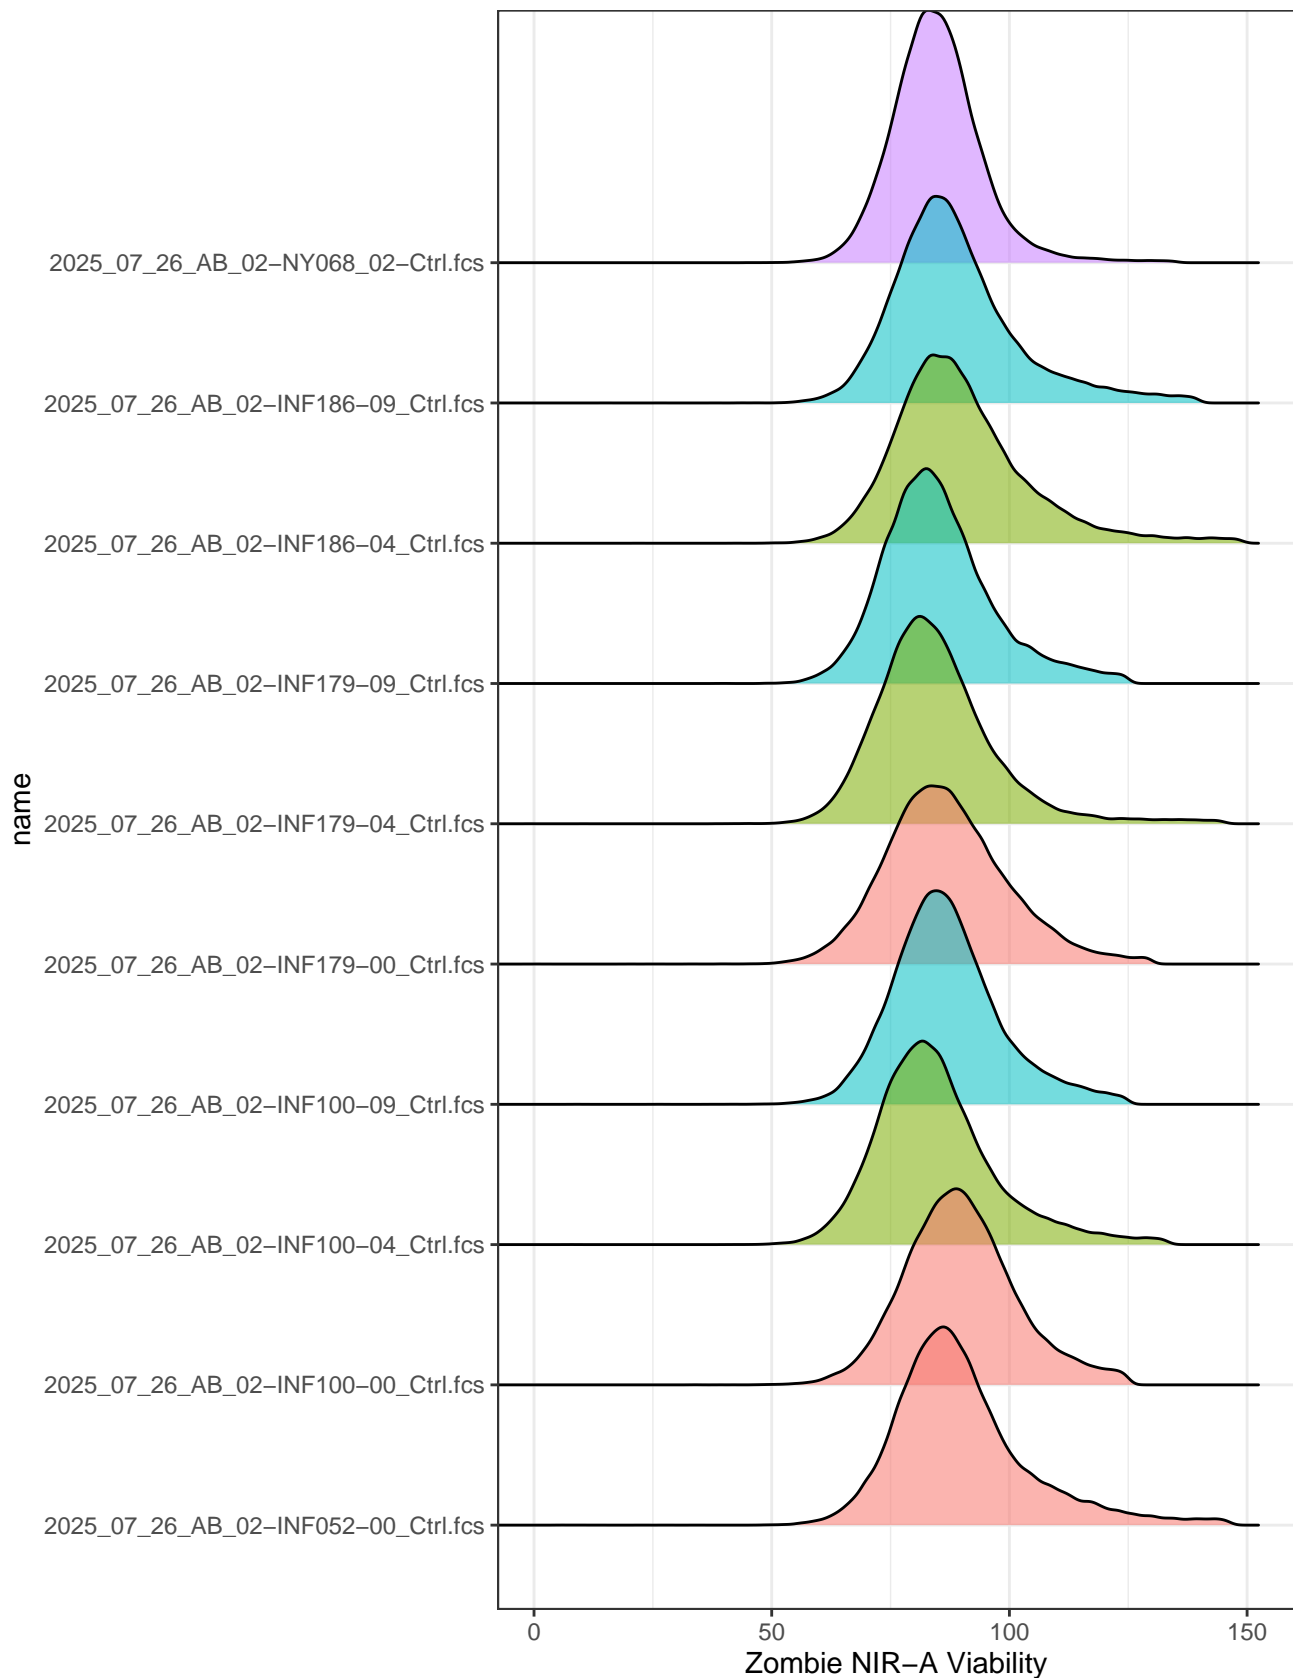 2025_07_26_AB_02−NY068_02−Ctrl.fcs
2025_07_26_AB_02−INF186−09_Ctrl.fcs
2025_07_26_AB_02−INF186−04_Ctrl.fcs
2025_07_26_AB_02−INF179−09_Ctrl.fcs
name
2025_07_26_AB_02−INF179−04_Ctrl.fcs
2025_07_26_AB_02−INF179−00_Ctrl.fcs
2025_07_26_AB_02−INF100−09_Ctrl.fcs
2025_07_26_AB_02−INF100−04_Ctrl.fcs
2025_07_26_AB_02−INF100−00_Ctrl.fcs
2025_07_26_AB_02−INF052−00_Ctrl.fcs
0 50 100 150
Zombie NIR−A Viability